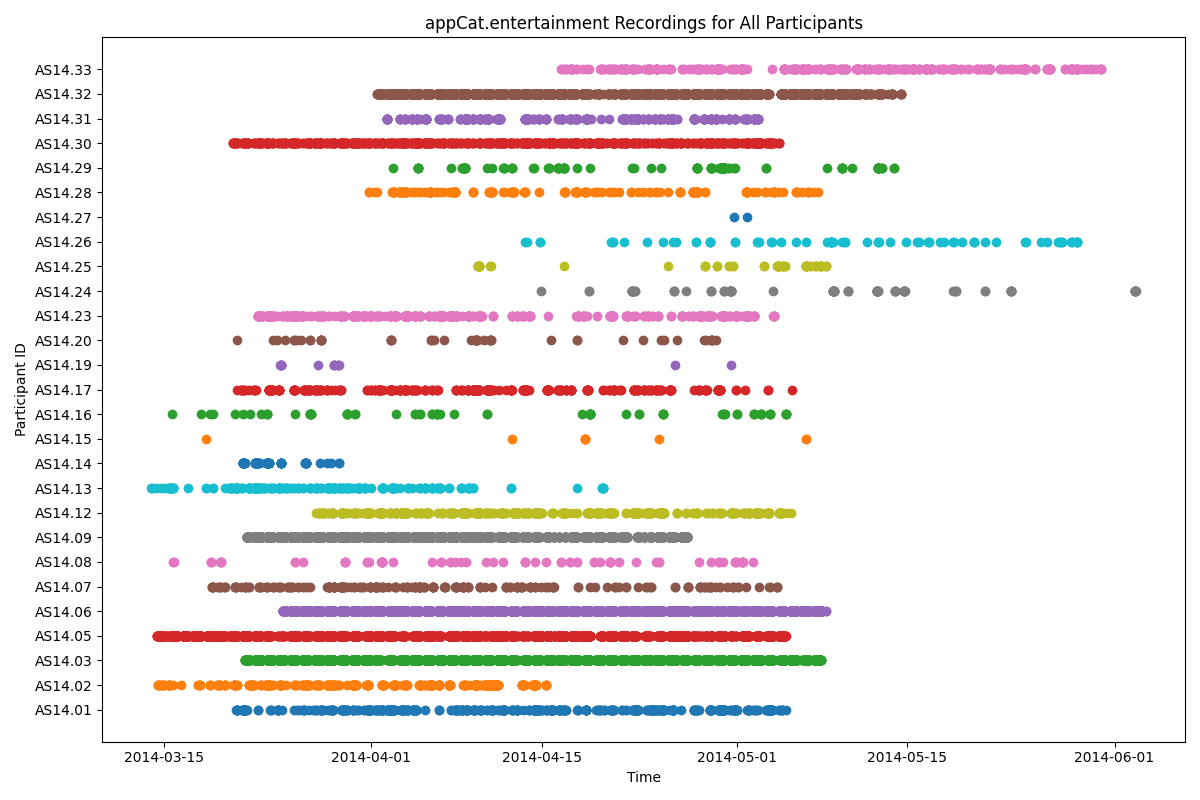 appCat.entertainment Recordings for All Participants
Participant ID
AS14.33
AS14.32
AS14.31
AS14.30
AS14.29
AS14.28
AS14.27
AS14.26
AS14.25
AS14.24
AS14.23
AS14.20
AS14.19
AS14.17
AS14.16
AS14.15
AS14.14
AS14.13
AS14.12
AS14.09
AS14.08
AS14.07
AS14.06
AS14.05
AS14.03
AS14.02
AS14.01
2014-03-15 2014-04-01 2014-04-15 2014-05-01 2014-05-15 2014-06-01
Time